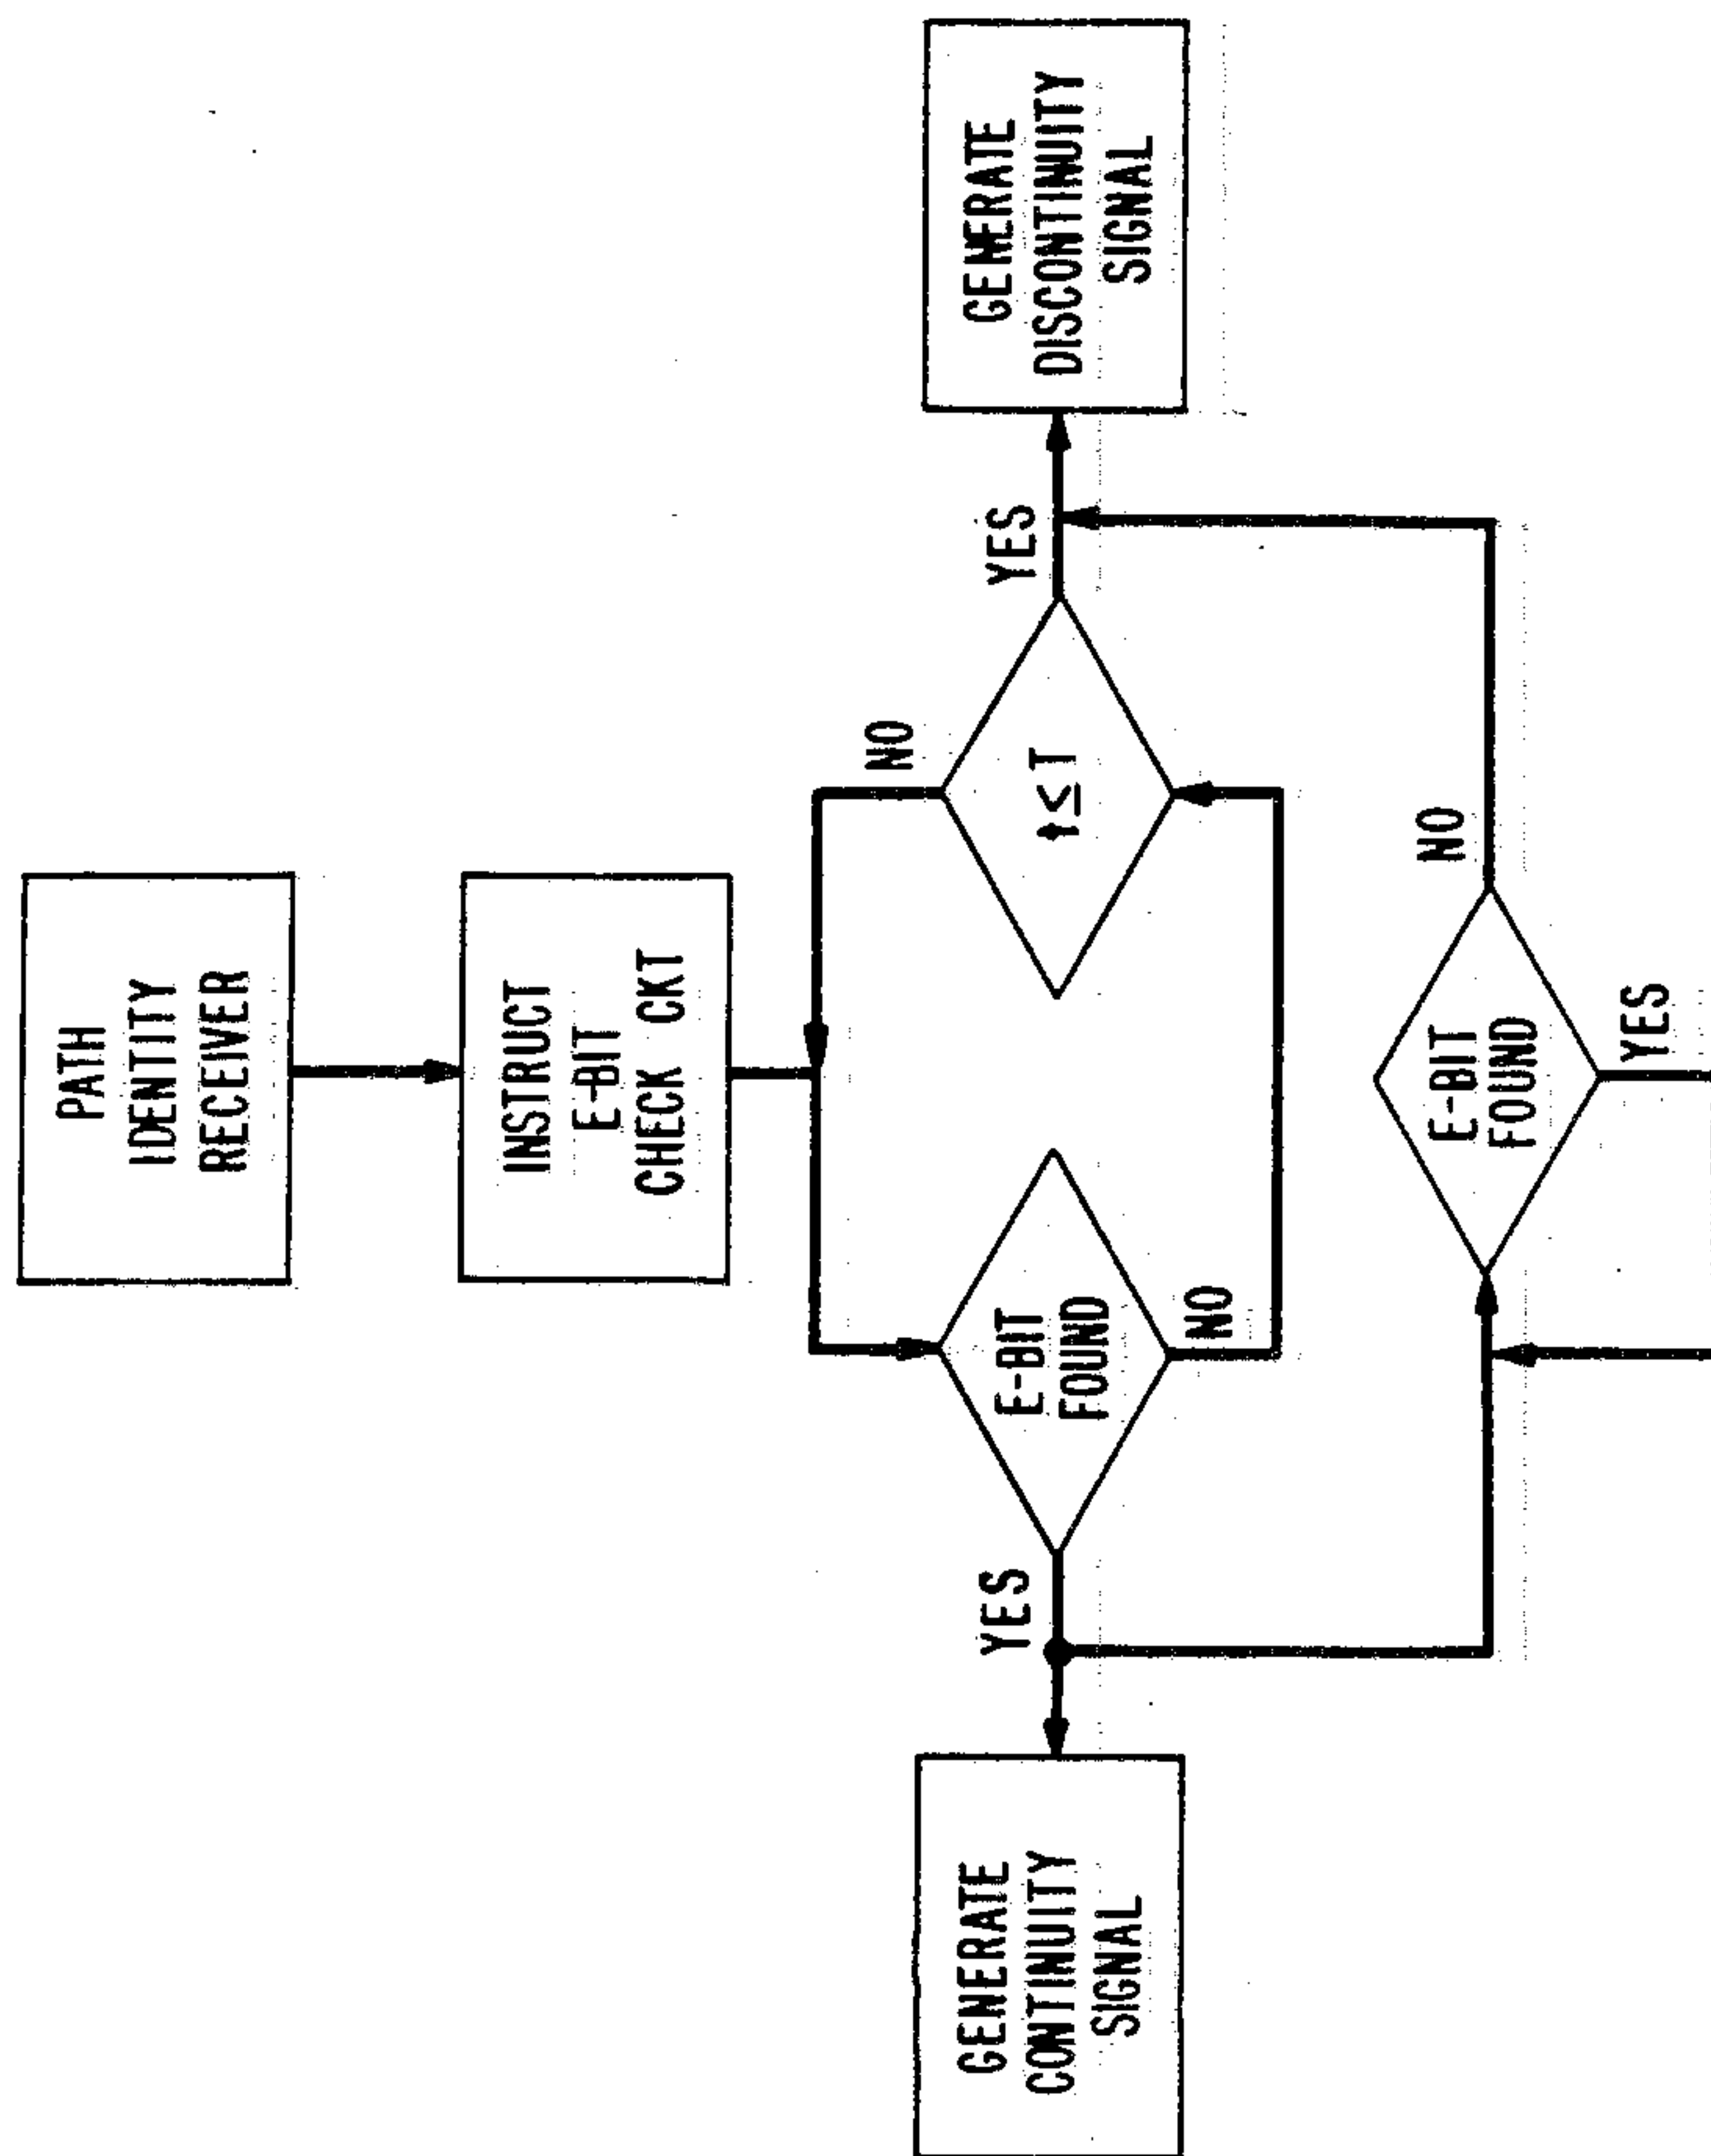 PATH
IDENTITY
RECEIVER
INSTRUCT
E-BIT
CHECK CKT
NO
YES
E-BIT
FOUND
t≤T
YES
NO
GENERATE
CONTINUITY
SIGNAL
GENERATE
DISCONTINUITY
SIGNAL
E-BIT
FOUND
NO
YES